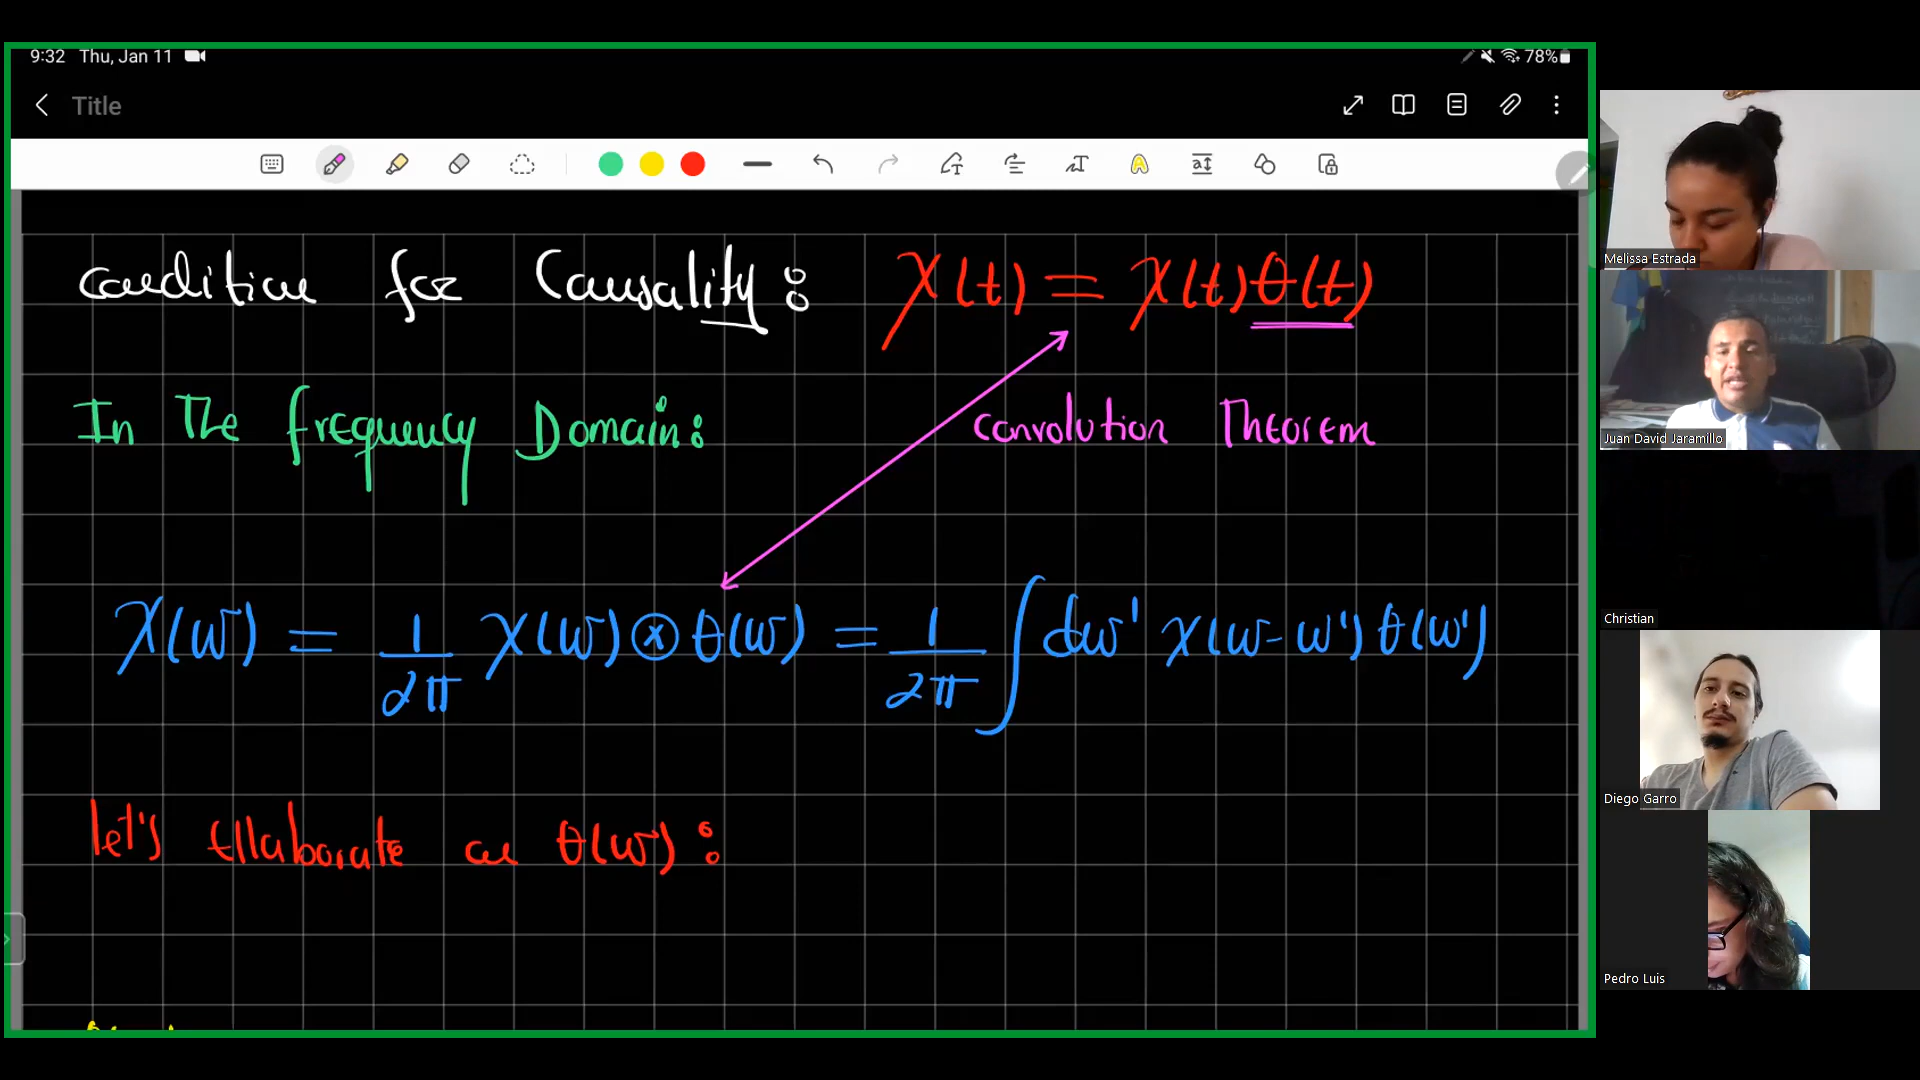 9:32 Thu, Jan 11
78%
Title
condition for Causality: χ(t) = χ(t)θ(t)
In The frequency Domain: convolution Theorem
χ(ω) = 1/2π χ(ω) ⊗ θ(ω) = 1/2π ∫ dω' χ(ω-ω') θ(ω')
let's Ellaborate on θ(ω):
Melissa Estrada
Juan David Jaramillo
Christian
Diego Garro
Pedro Luis